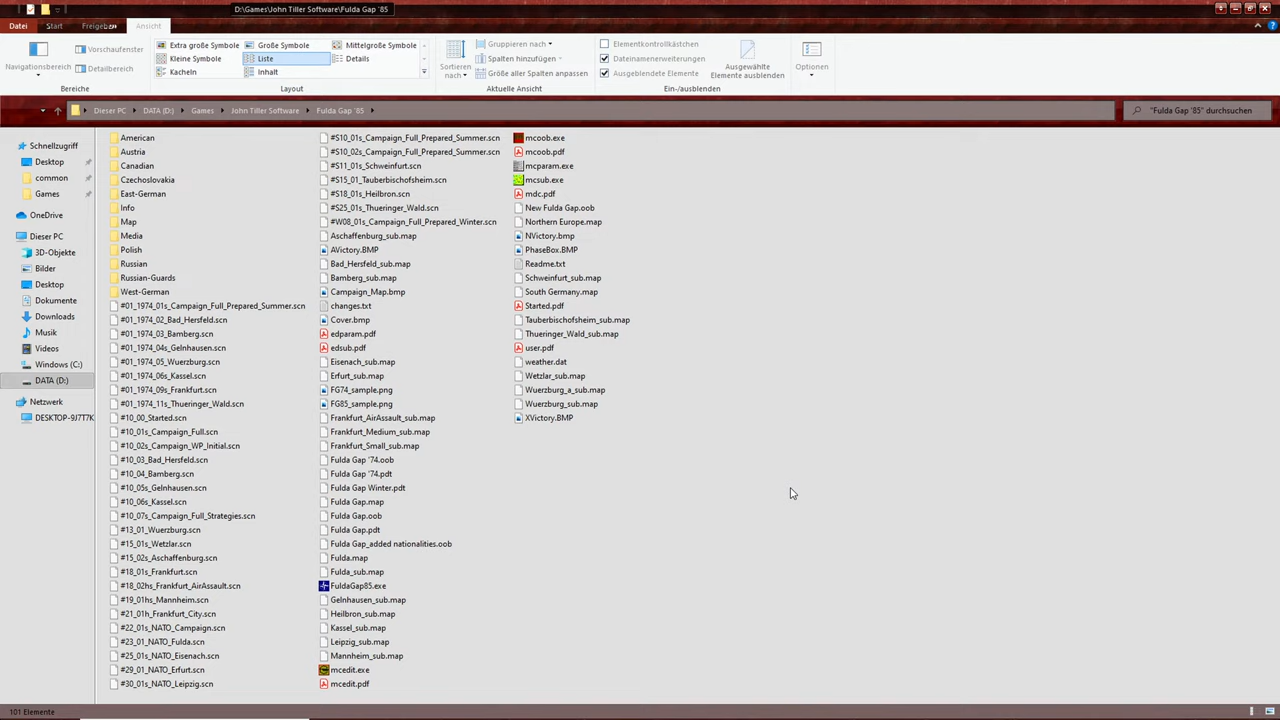 D:\Games\John Tiller Software\Fulda Gap '85
Datei
Start
Freigeben
Ansicht
Navigationsbereich
Vorschaufenster
Detailbereich
Bereiche
Extra große Symbole
Große Symbole
Mittelgroße Symbole
Kleine Symbole
Liste
Details
Kacheln
Inhalt
Layout
Sortieren nach
Gruppieren nach
Spalten hinzufügen
Größe aller Spalten anpassen
Aktuelle Ansicht
Elementkontrollkästchen
Dateinamenerweiterungen
Ausgeblendete Elemente
Ausgewählte Elemente ausblenden
Ein-/ausblenden
Optionen
Dieser PC
DATA (D:)
Games
John Tiller Software
Fulda Gap '85
"Fulda Gap '85" durchsuchen
Schnellzugriff
Desktop
common
Games
OneDrive
Dieser PC
3D-Objekte
Bilder
Desktop
Dokumente
Downloads
Musik
Videos
Windows (C:)
DATA (D:)
Netzwerk
DESKTOP-9J7T7K
American
Austria
Canadian
Czechoslovakia
East-German
Info
Map
Media
Polish
Russian
Russian-Guards
West-German
#01_1974_01s_Campaign_Full_Prepared_Summer.scn
#01_1974_02_Bad_Hersfeld.scn
#01_1974_03_Bamberg.scn
#01_1974_04s_Gelnhausen.scn
#01_1974_05_Wuerzburg.scn
#01_1974_06s_Kassel.scn
#01_1974_09s_Frankfurt.scn
#01_1974_11s_Thueringer_Wald.scn
#10_00_Started.scn
#10_01s_Campaign_Full.scn
#10_02s_Campaign_WP_Initial.scn
#10_03_Bad_Hersfeld.scn
#10_04_Bamberg.scn
#10_05s_Gelnhausen.scn
#10_06s_Kassel.scn
#10_07s_Campaign_Full_Strategies.scn
#13_01_Wuerzburg.scn
#15_01s_Wetzlar.scn
#15_02s_Aschaffenburg.scn
#18_01s_Frankfurt.scn
#18_02hs_Frankfurt_AirAssault.scn
#19_01hs_Mannheim.scn
#21_01h_Frankfurt_City.scn
#22_01s_NATO_Campaign.scn
#23_01_NATO_Fulda.scn
#25_01s_NATO_Eisenach.scn
#29_01_NATO_Erfurt.scn
#30_01s_NATO_Leipzig.scn
#S10_01s_Campaign_Full_Prepared_Summer.scn
#S10_02s_Campaign_Full_Prepared_Summer.scn
#S11_01s_Schweinfurt.scn
#S15_01_Tauberbischofsheim.scn
#S18_01s_Heilbron.scn
#S25_01s_Thueringer_Wald.scn
#W08_01s_Campaign_Full_Prepared_Winter.scn
Aschaffenburg_sub.map
AVictory.BMP
Bad_Hersfeld_sub.map
Bamberg_sub.map
Campaign_Map.bmp
changes.txt
Cover.bmp
edparam.pdf
edsub.pdf
Eisenach_sub.map
Erfurt_sub.map
FG74_sample.png
FG85_sample.png
Frankfurt_AirAssault_sub.map
Frankfurt_Medium_sub.map
Frankfurt_Small_sub.map
Fulda Gap '74.oob
Fulda Gap '74.pdt
Fulda Gap Winter.pdt
Fulda Gap.map
Fulda Gap.oob
Fulda Gap.pdt
Fulda Gap_added nationalities.oob
Fulda.map
Fulda_sub.map
FuldaGap85.exe
Gelnhausen_sub.map
Heilbron_sub.map
Kassel_sub.map
Leipzig_sub.map
Mannheim_sub.map
mcedit.exe
mcedit.pdf
mcoob.exe
mcoob.pdf
mcparam.exe
mcsub.exe
mdc.pdf
New Fulda Gap.oob
Northern Europe.map
NVictory.bmp
PhaseBox.BMP
Readme.txt
Schweinfurt_sub.map
South Germany.map
Started.pdf
Tauberbischofsheim_sub.map
Thueringer_Wald_sub.map
user.pdf
weather.dat
Wetzlar_sub.map
Wuerzburg_a_sub.map
Wuerzburg_sub.map
XVictory.BMP
101 Elemente